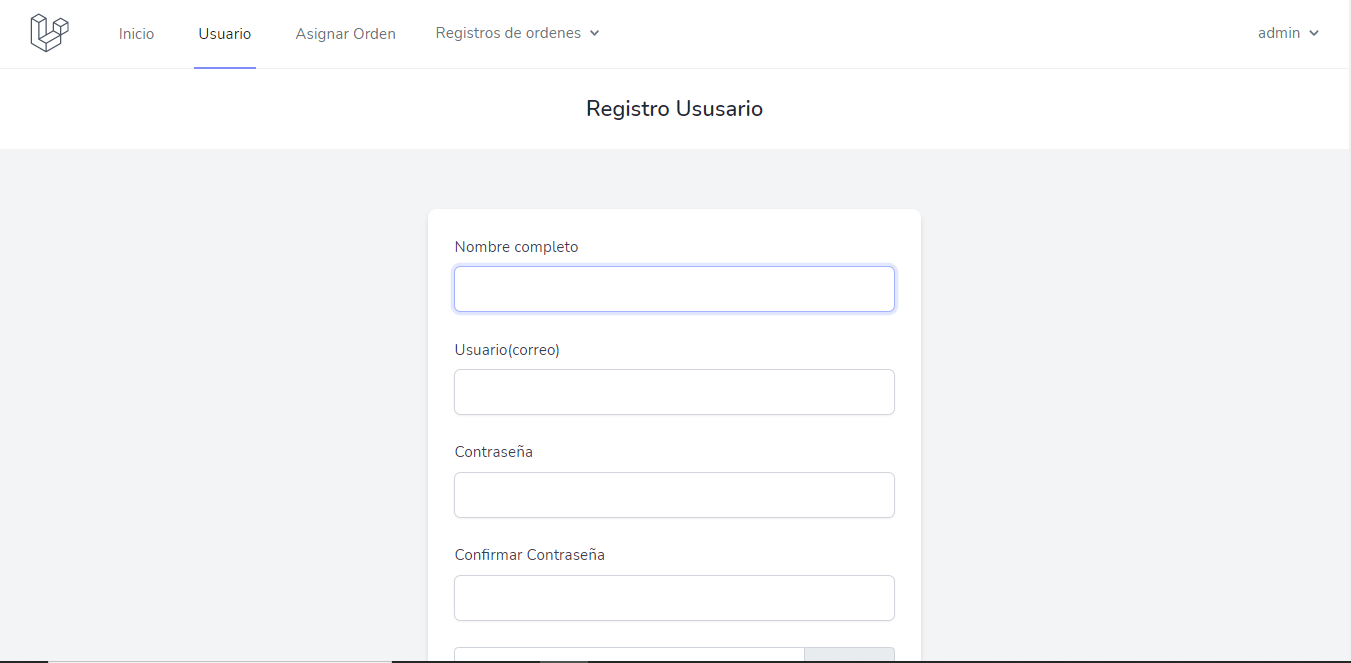 Inicio
Usuario
Asignar Orden
Registros de ordenes
admin
Registro Ususario
Nombre completo
Usuario(correo)
Contraseña
Confirmar Contraseña